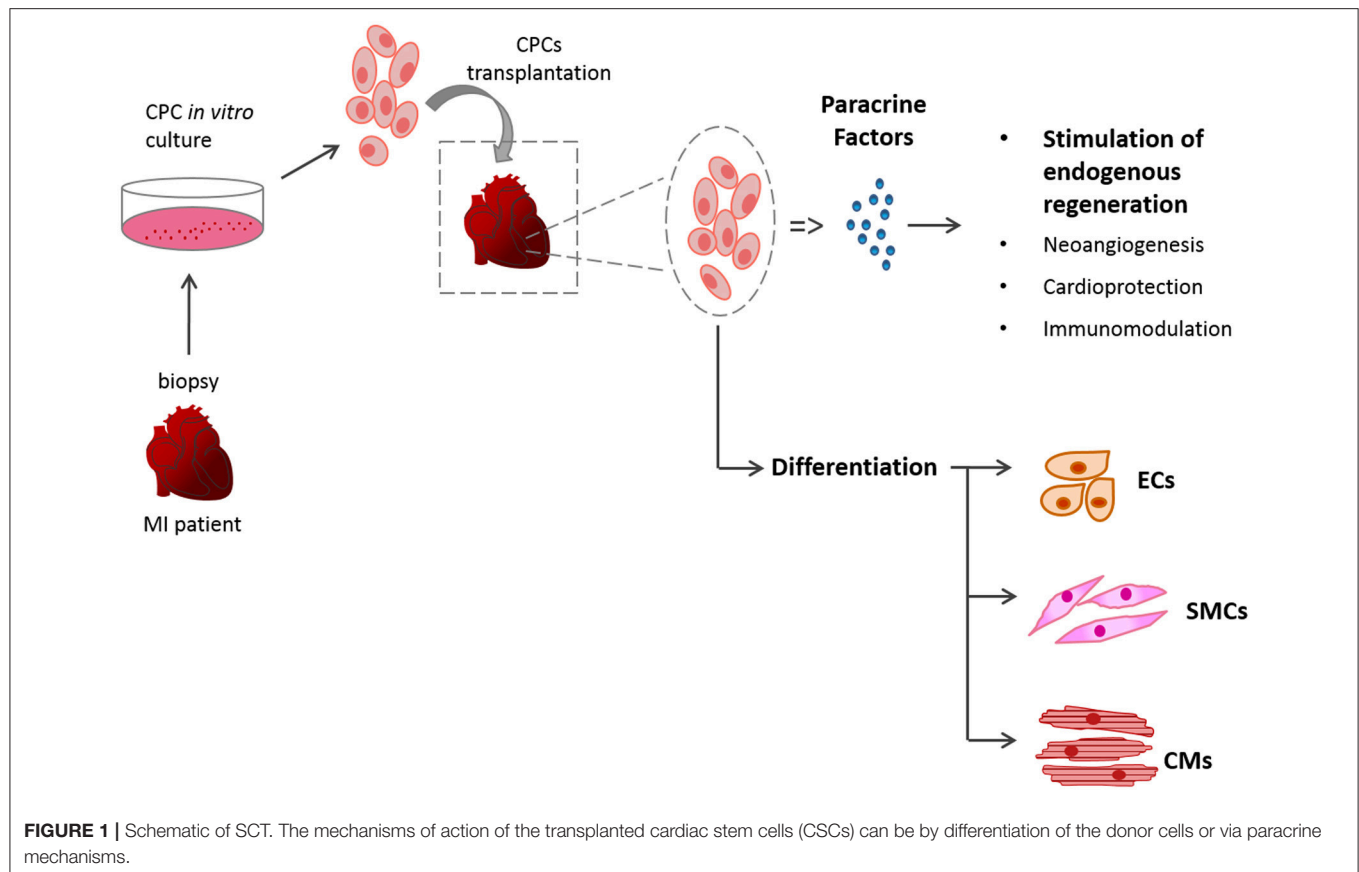 CPCs
transplantation
CPC in vitro
culture
biopsy
MI patient
Paracrine
Factors
=>
• Stimulation of
endogenous
regeneration
• Neoangiogenesis
• Cardioprotection
• Immunomodulation
Differentiation
ECs
SMCs
CMs
FIGURE 1 | Schematic of SCT. The mechanisms of action of the transplanted cardiac stem cells (CSCs) can be by differentiation of the donor cells or via paracrine
mechanisms.